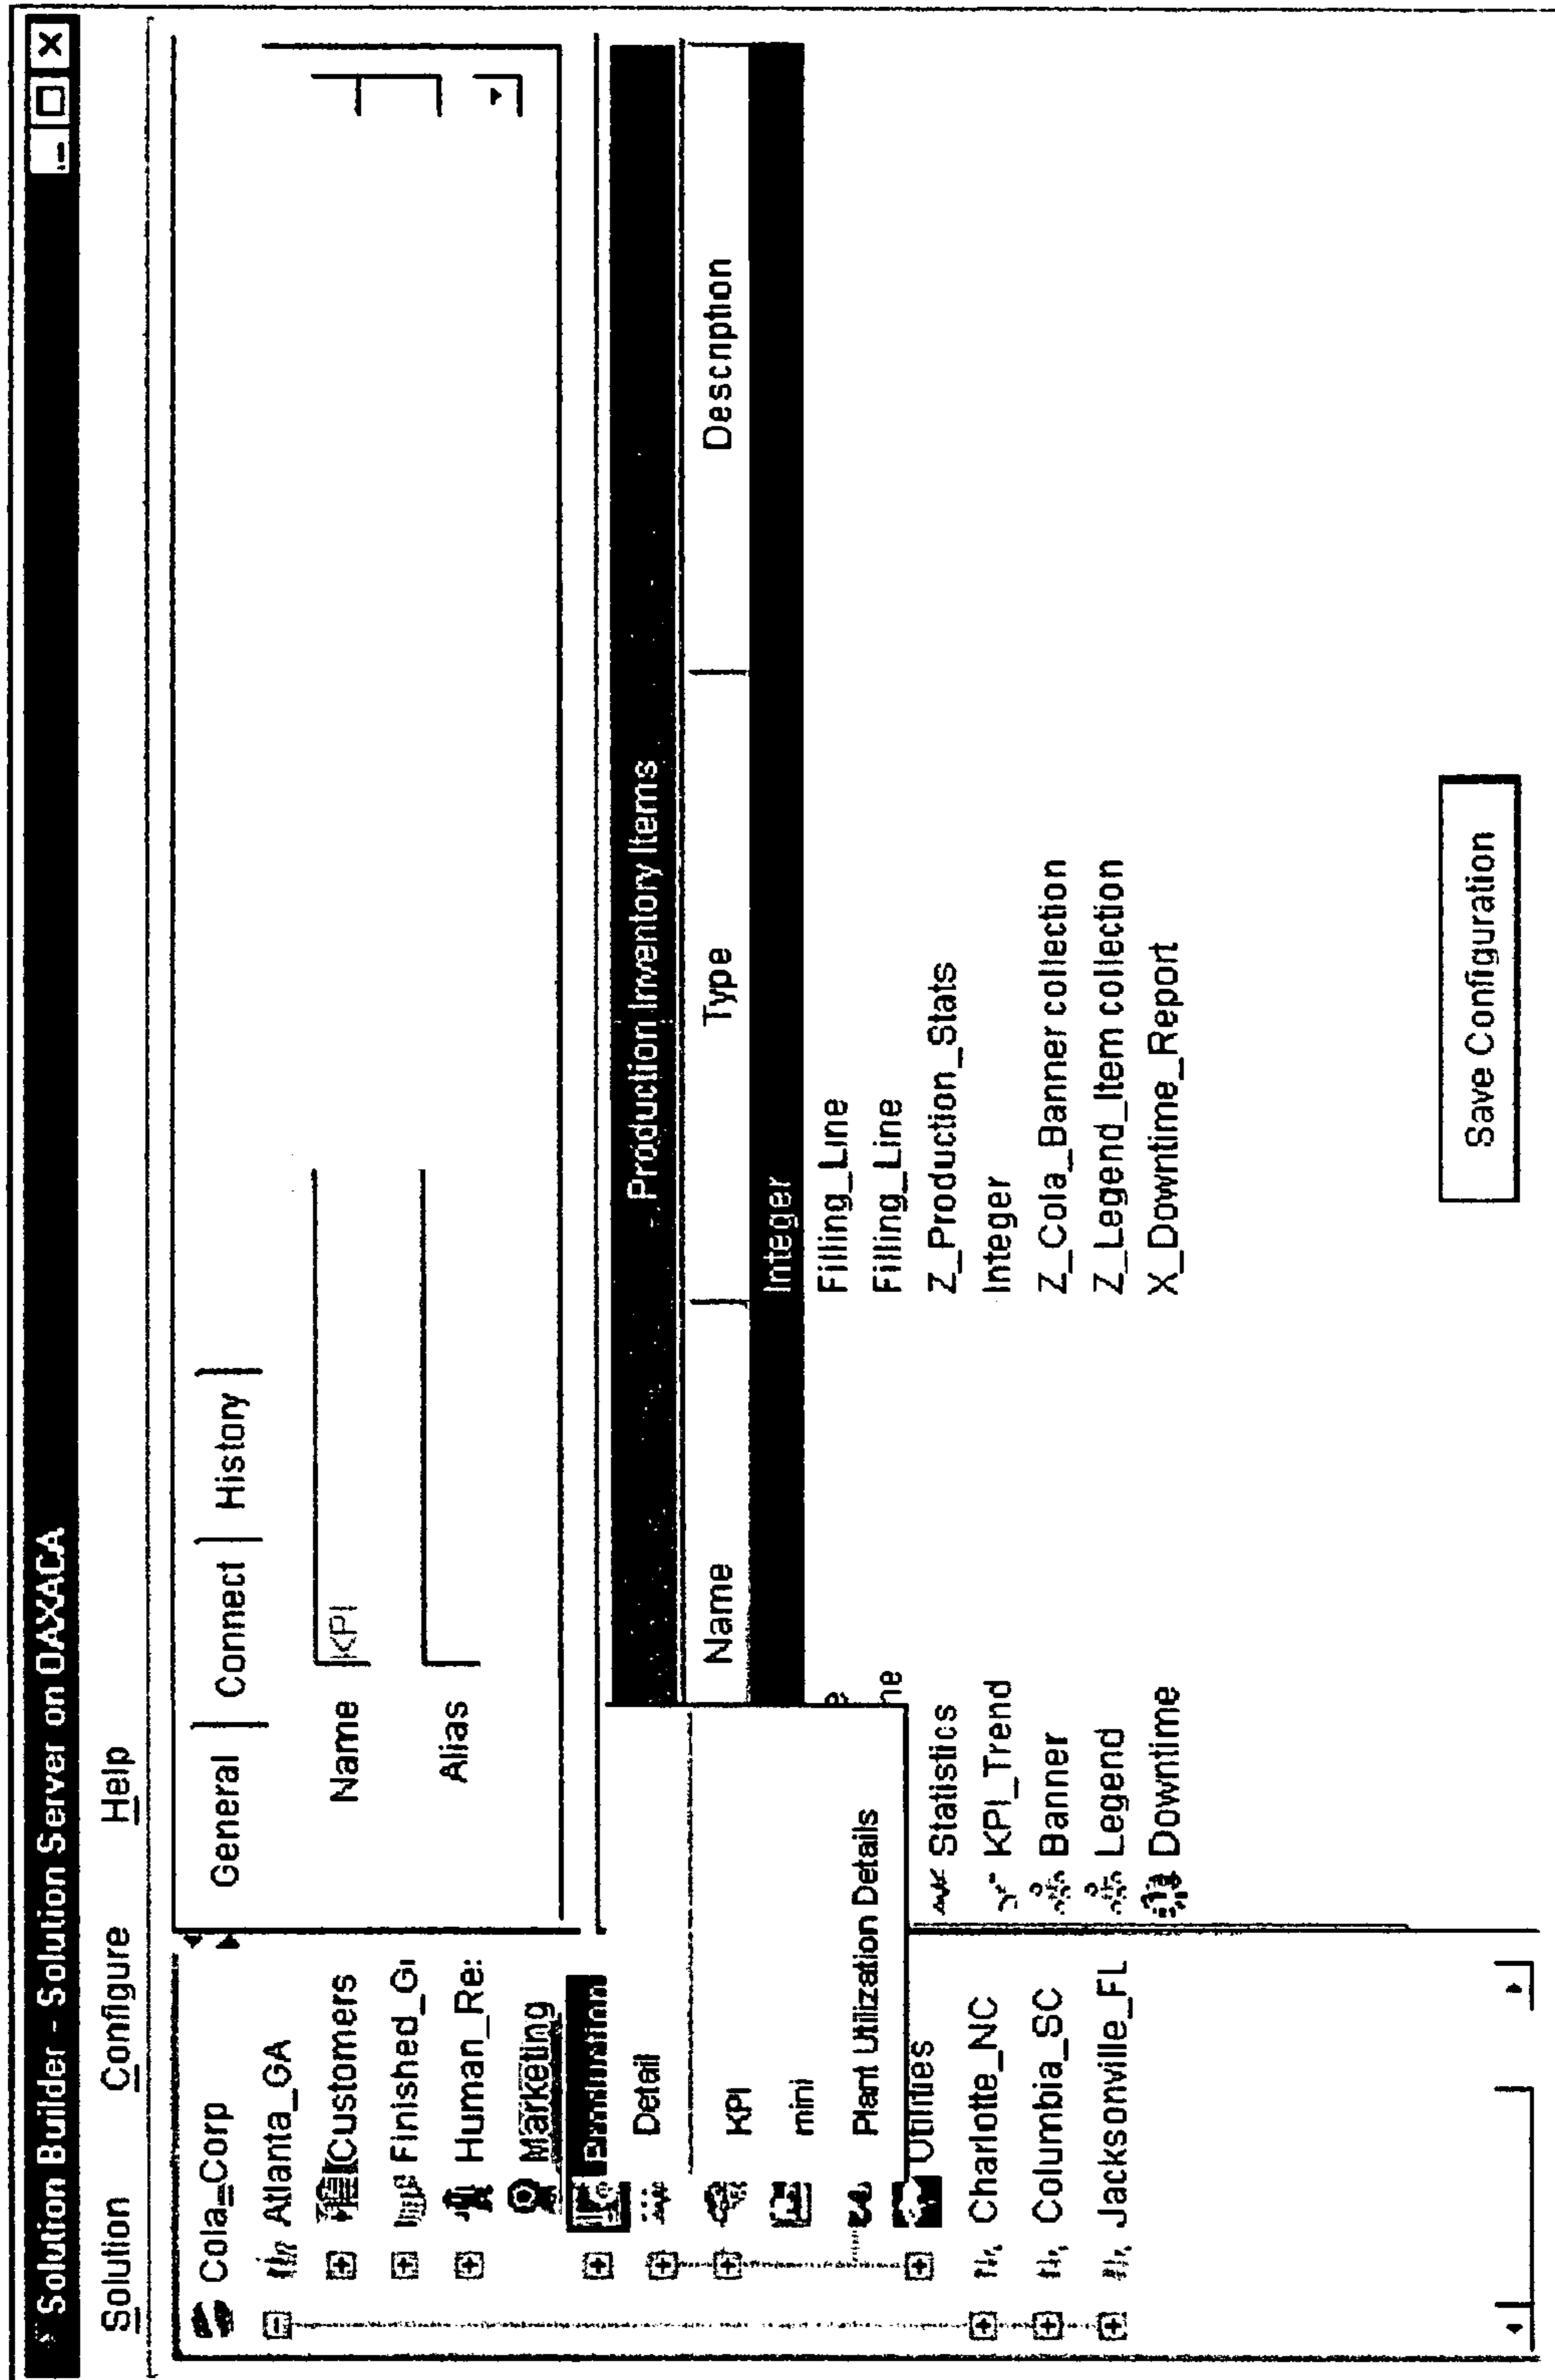 Solution Builder - Solution Server on OAXACA
Solution Configure Help
Cola_Corp
Atlanta_GA
Customers
Finished_G
Human_Re
Marketing
Production
Detail
KPI
mini
Plant Utilization Details
Utilities
Charlotte_NC
Columbia_SC
Jacksonville_FL
General Connect History
Name KPI
Alias
Production Inventory Items
Name Type Description
Integer
e Filling_Line
ne Filling_Line
Statistics Z_Production_Stats
KPI_Trend Integer
Banner Z_Cola_Banner collection
Legend Z_Legend_Item collection
Downtime X_Downtime_Report
Save Configuration